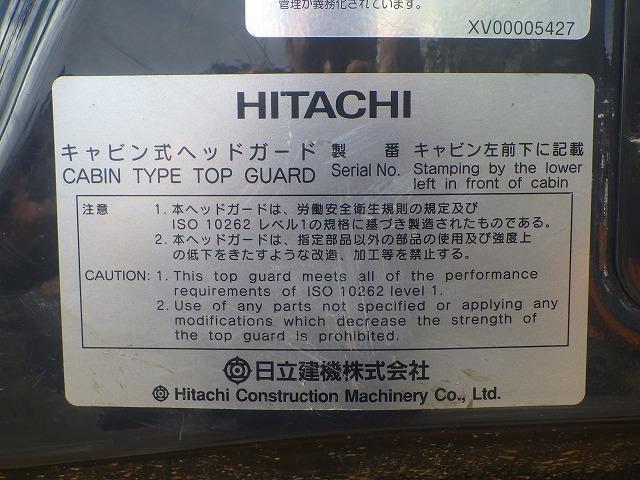 管理が義務化されています。
XV00005427
HITACHI
キャビン式ヘッドガード 製 番 キャビン左前下に記載
CABIN TYPE TOP GUARD Serial No. Stamping by the lower left in front of cabin
注意 1. 本ヘッドガードは、労働安全衛生規則の規定及び
ISO 10262 レベル1の規格に基づき製造されたものである。
2. 本ヘッドガードは、指定部品以外の部品の使用及び強度上
の低下をきたすような改造、加工等を禁止する。
CAUTION: 1. This top guard meets all of the performance
requirements of ISO 10262 level 1.
2. Use of any parts not specified or applying any
modifications which decrease the strength of
the top guard is prohibited.
日立建機株式会社
Hitachi Construction Machinery Co., Ltd.